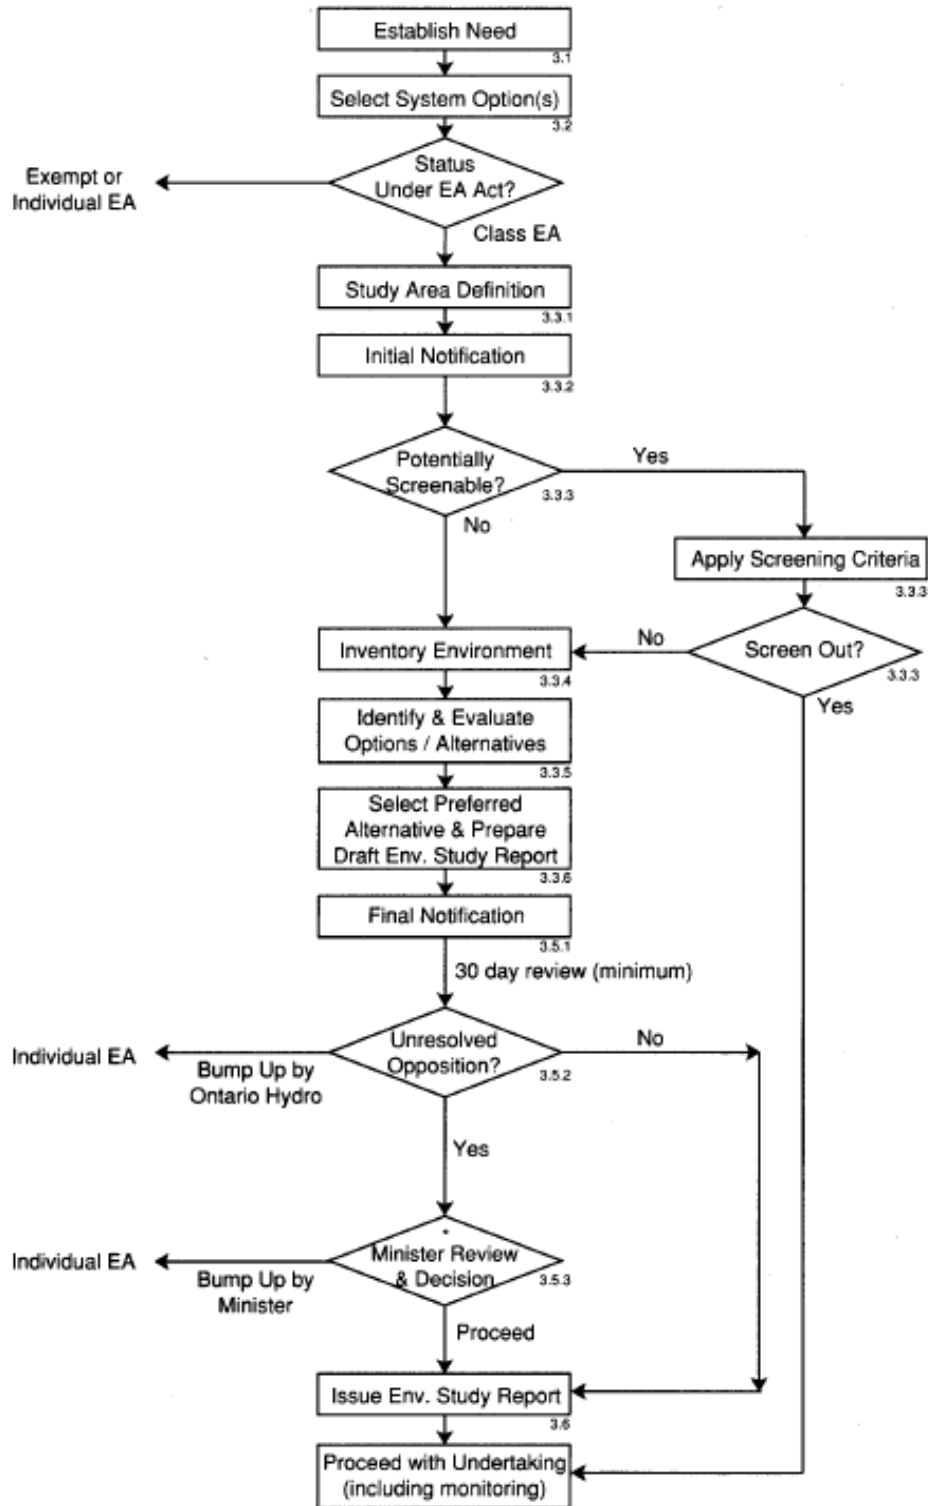 Establish Need
3.1
Select System Option(s)
3.2
Status
Under EA Act?
Exempt or
Individual EA
Class EA
Study Area Definition
3.3.1
Initial Notification
3.3.2
Potentially
Screenable?
3.3.3
Yes
No
Apply Screening Criteria
3.3.3
Screen Out?
3.3.3
No
Yes
Inventory Environment
3.3.4
Identify & Evaluate
Options / Alternatives
3.3.5
Select Preferred
Alternative & Prepare
Draft Env. Study Report
3.3.6
Final Notification
3.5.1
30 day review (minimum)
Unresolved
Opposition?
3.5.2
No
Individual EA
Bump Up by
Ontario Hydro
Yes
Minister Review
& Decision
3.5.3
Individual EA
Bump Up by
Minister
Proceed
Issue Env. Study Report
3.6
Proceed with Undertaking
(including monitoring)